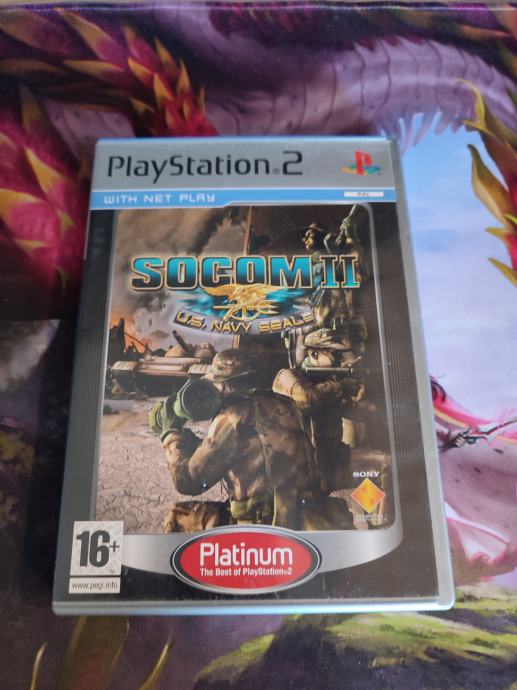 PlayStation®2
WITH NET PLAY
PAL
SOCOM II
U.S. NAVY SEALS
SONY
COMPUTER
16+
www.pegi.info
Platinum
The Best of PlayStation®2